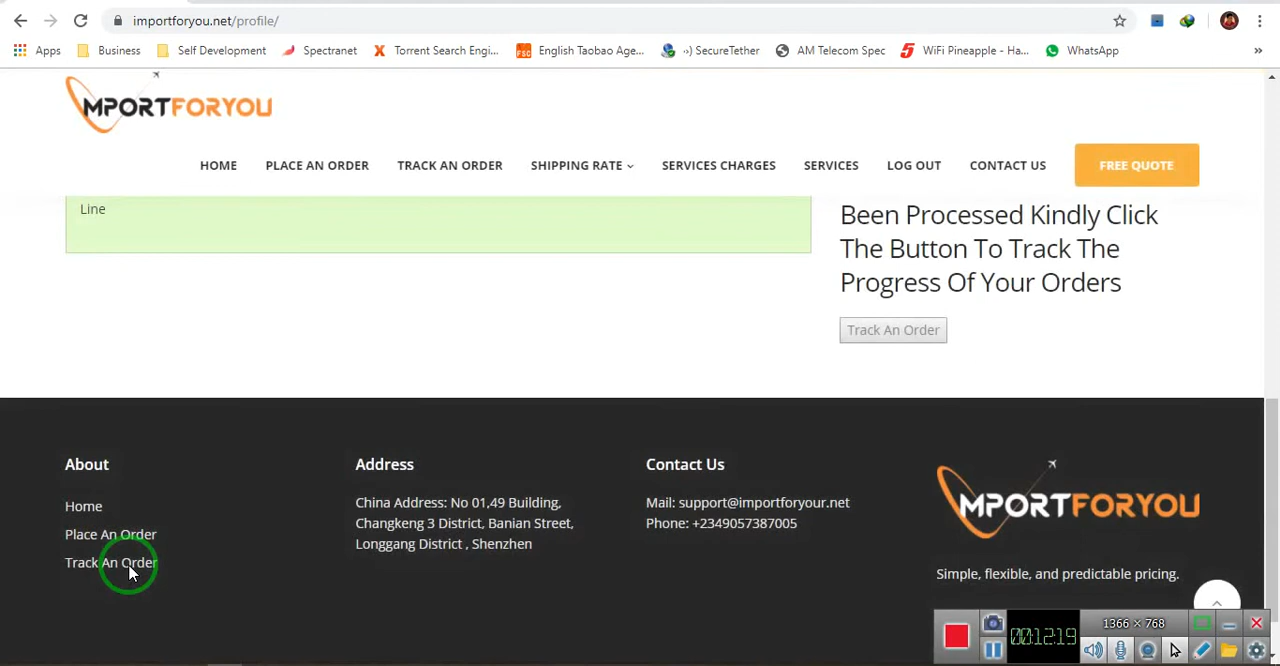 importforyou.net/profile/
Apps Business Self Development Spectranet Torrent Search Engi... English Taobao Age... ·») SecureTether AM Telecom Spec WiFi Pineapple - Ha... WhatsApp »
MPORTFORYOU
HOME PLACE AN ORDER TRACK AN ORDER SHIPPING RATE SERVICES CHARGES SERVICES LOG OUT CONTACT US FREE QUOTE
Line
Been Processed Kindly Click
The Button To Track The
Progress Of Your Orders
Track An Order
About
Home
Place An Order
Track An Order
Address
China Address: No 01,49 Building,
Changkeng 3 District, Banian Street,
Longgang District , Shenzhen
Contact Us
Mail: support@importforyour.net
Phone: +2349057387005
MPORTFORYOU
Simple, flexible, and predictable pricing.
00:12:19
1366 × 768